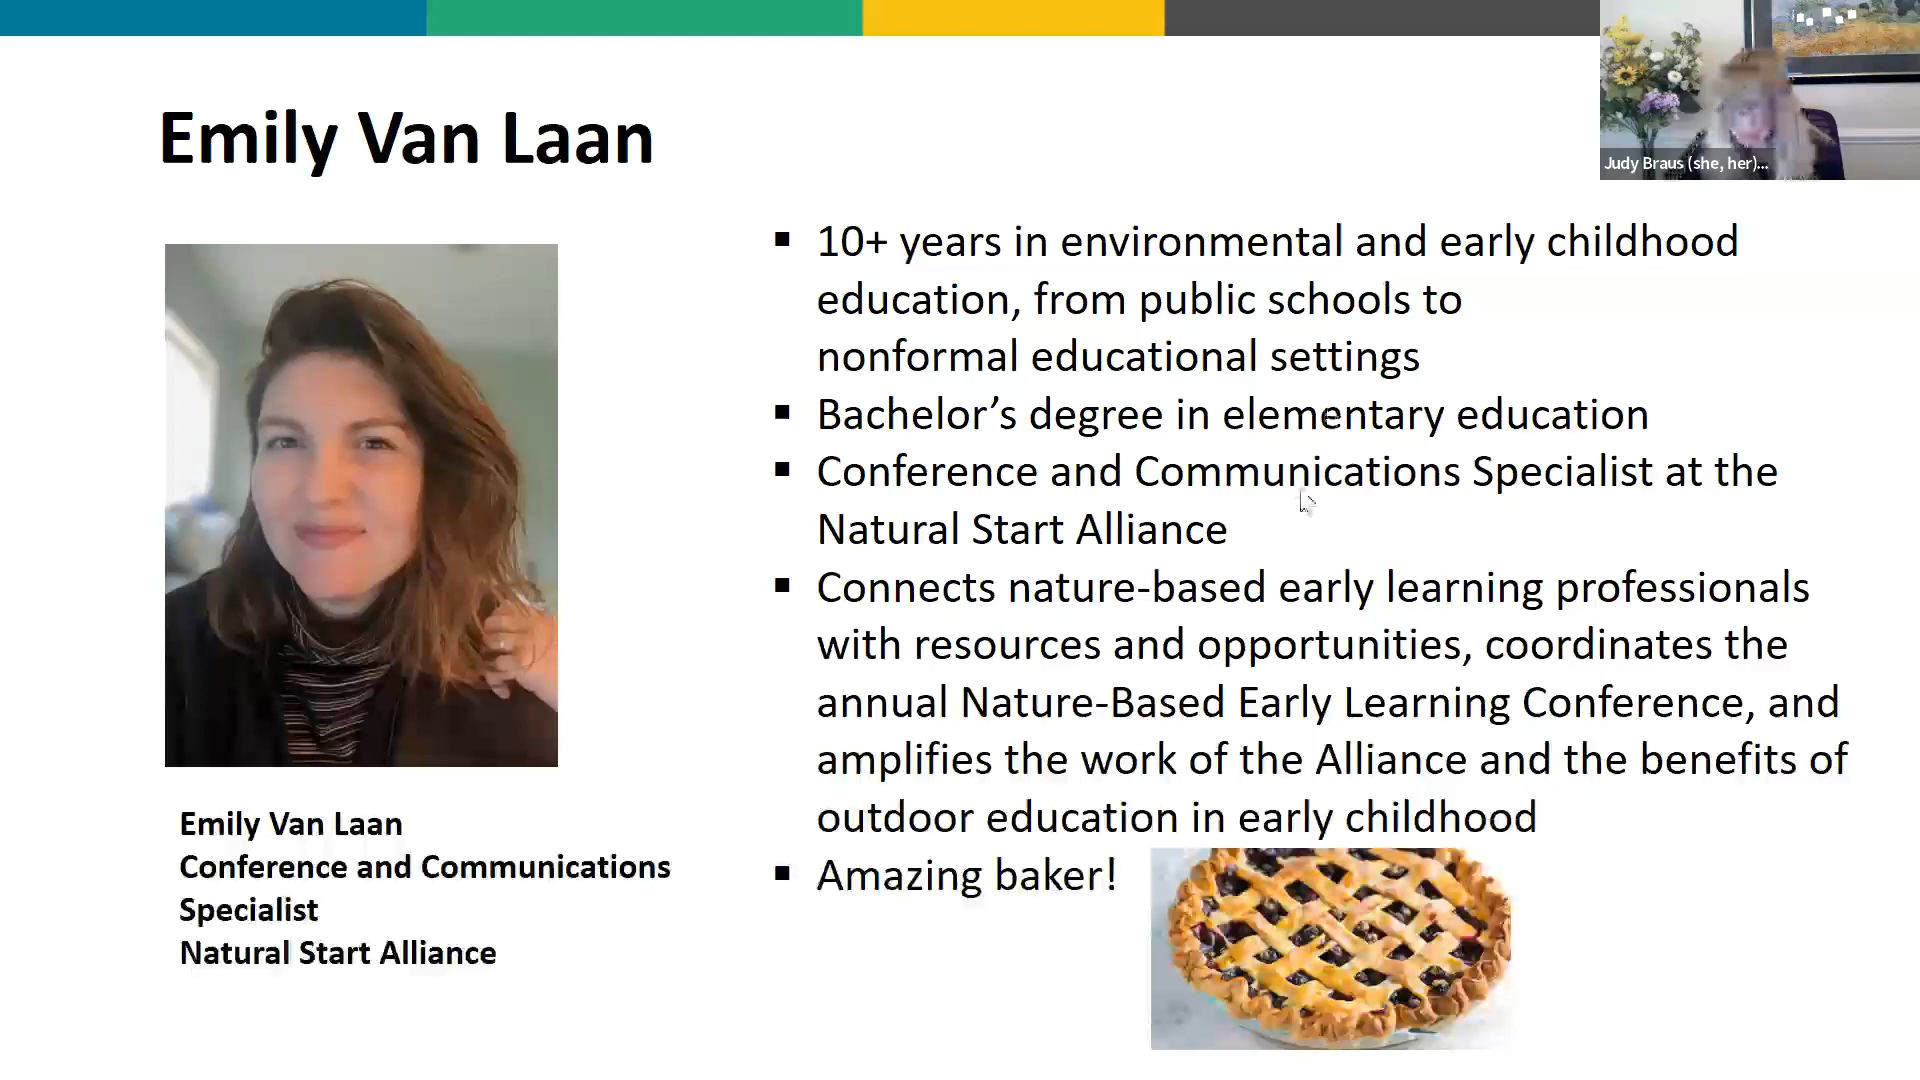 Emily Van Laan
Judy Braus (she, her)...
▪ 10+ years in environmental and early childhood
education, from public schools to
nonformal educational settings
▪ Bachelor’s degree in elementary education
▪ Conference and Communications Specialist at the
Natural Start Alliance
▪ Connects nature-based early learning professionals
with resources and opportunities, coordinates the
annual Nature-Based Early Learning Conference, and
amplifies the work of the Alliance and the benefits of
outdoor education in early childhood
▪ Amazing baker!
Emily Van Laan
Conference and Communications
Specialist
Natural Start Alliance